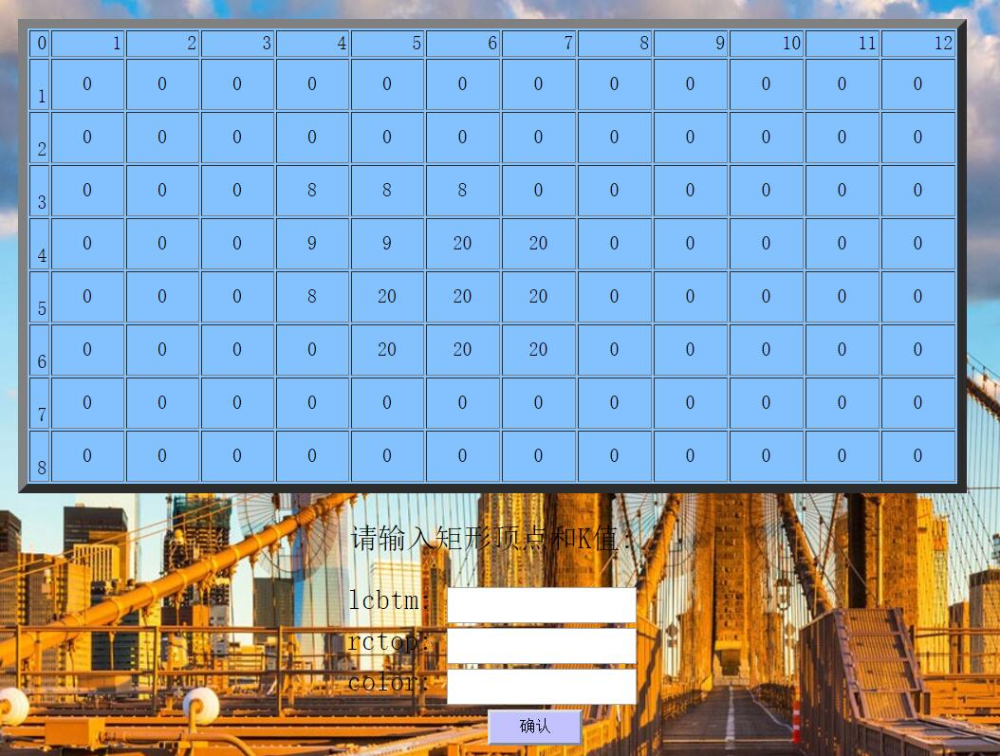 0 1 2 3 4 5 6 7 8 9 10 11 12
1 0 0 0 0 0 0 0 0 0 0 0 0
2 0 0 0 0 0 0 0 0 0 0 0 0
3 0 0 0 8 8 8 0 0 0 0 0 0
4 0 0 0 9 9 20 20 0 0 0 0 0
5 0 0 0 8 20 20 20 0 0 0 0 0
6 0 0 0 0 20 20 20 0 0 0 0 0
7 0 0 0 0 0 0 0 0 0 0 0 0
8 0 0 0 0 0 0 0 0 0 0 0 0
请输入矩形顶点和K值:
lcbtm:
rctop:
color:
确认